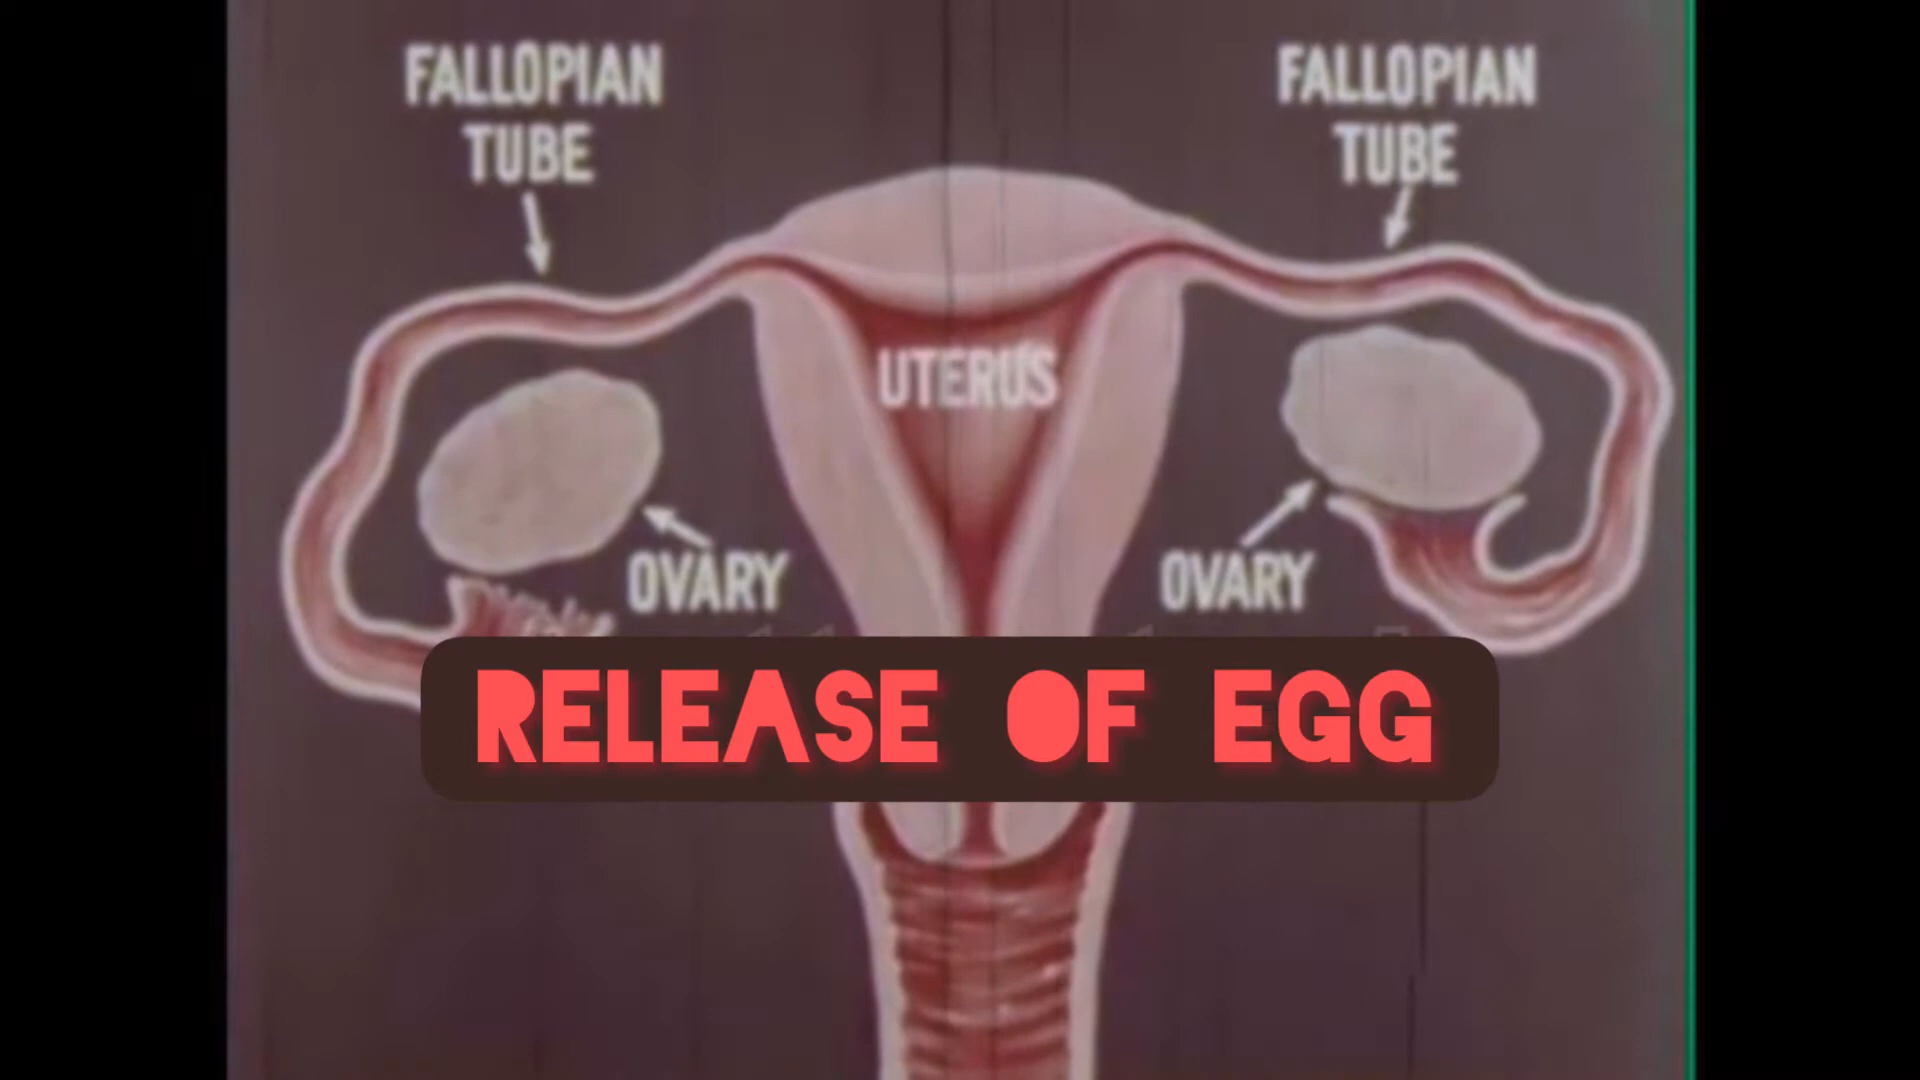 FALLOPIAN
TUBE
FALLOPIAN
TUBE
UTERUS
OVARY
OVARY
RELEASE OF EGG